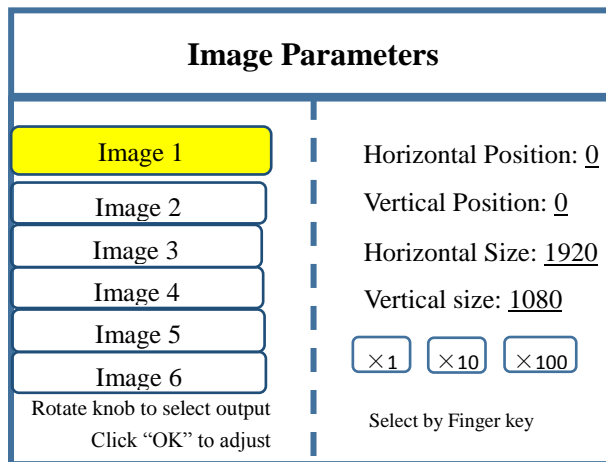 Image Parameters
Image 1
Image 2
Image 3
Image 4
Image 5
Image 6
Rotate knob to select output
Click “OK” to adjust
Horizontal Position: 0
Vertical Position: 0
Horizontal Size: 1920
Vertical size: 1080
×1 ×10 ×100
Select by Finger key